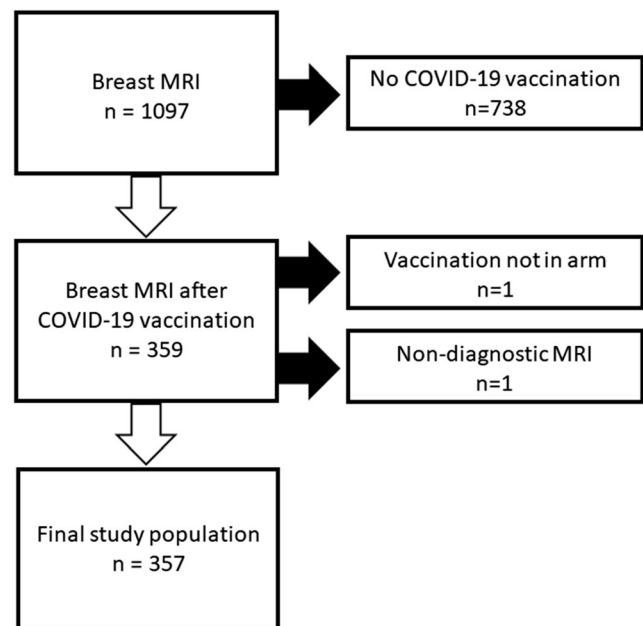 Breast MRI
n = 1097
No COVID-19 vaccination
n=738
Breast MRI after
COVID-19 vaccination
n = 359
Vaccination not in arm
n=1
Non-diagnostic MRI
n=1
Final study population
n = 357